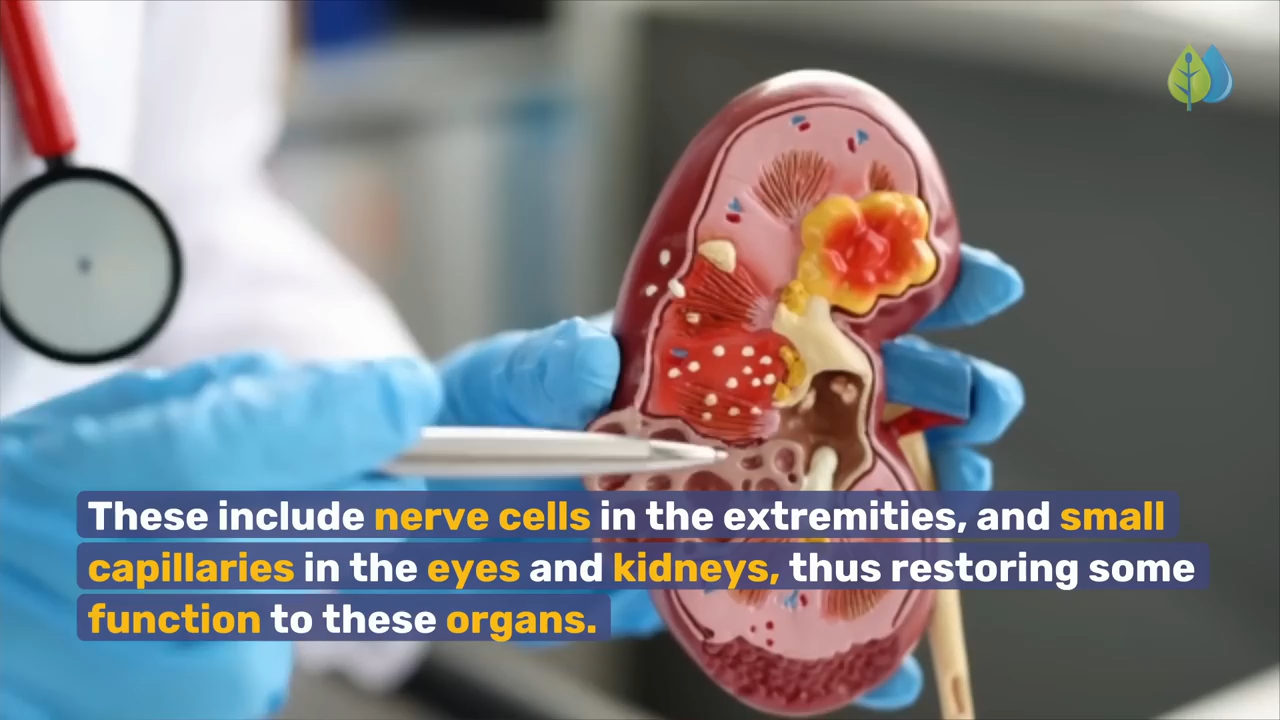 These include nerve cells in the extremities, and small
capillaries in the eyes and kidneys, thus restoring some
function to these organs.